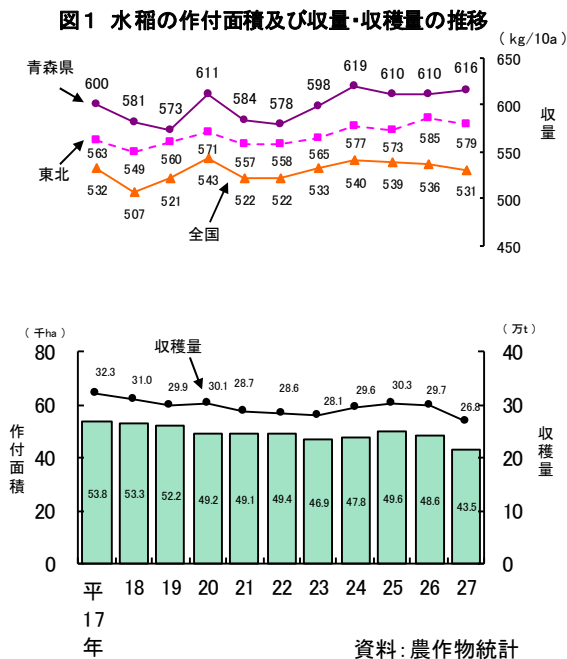 図1 水稲の作付面積及び収量・収穫量の推移
(kg/10a)
650
600
550
500
450
収量
青森県
600 581 573 611 584 578 598 619 610 610 616
東北
563 549 560 571 557 558 565 577 573 585 579
532 507 521 543 522 522 533 540 539 536 531
全国
(千ha)
(万t)
収穫量
80
60
40
20
0
作付面積
40
30
20
10
0
収穫量
32.3 31.0 29.9 30.1 28.7 28.6 28.1 29.6 30.3 29.7 26.8
53.8 53.3 52.2 49.2 49.1 49.4 46.9 47.8 49.6 48.6 43.5
平17年 18 19 20 21 22 23 24 25 26 27
資料:農作物統計